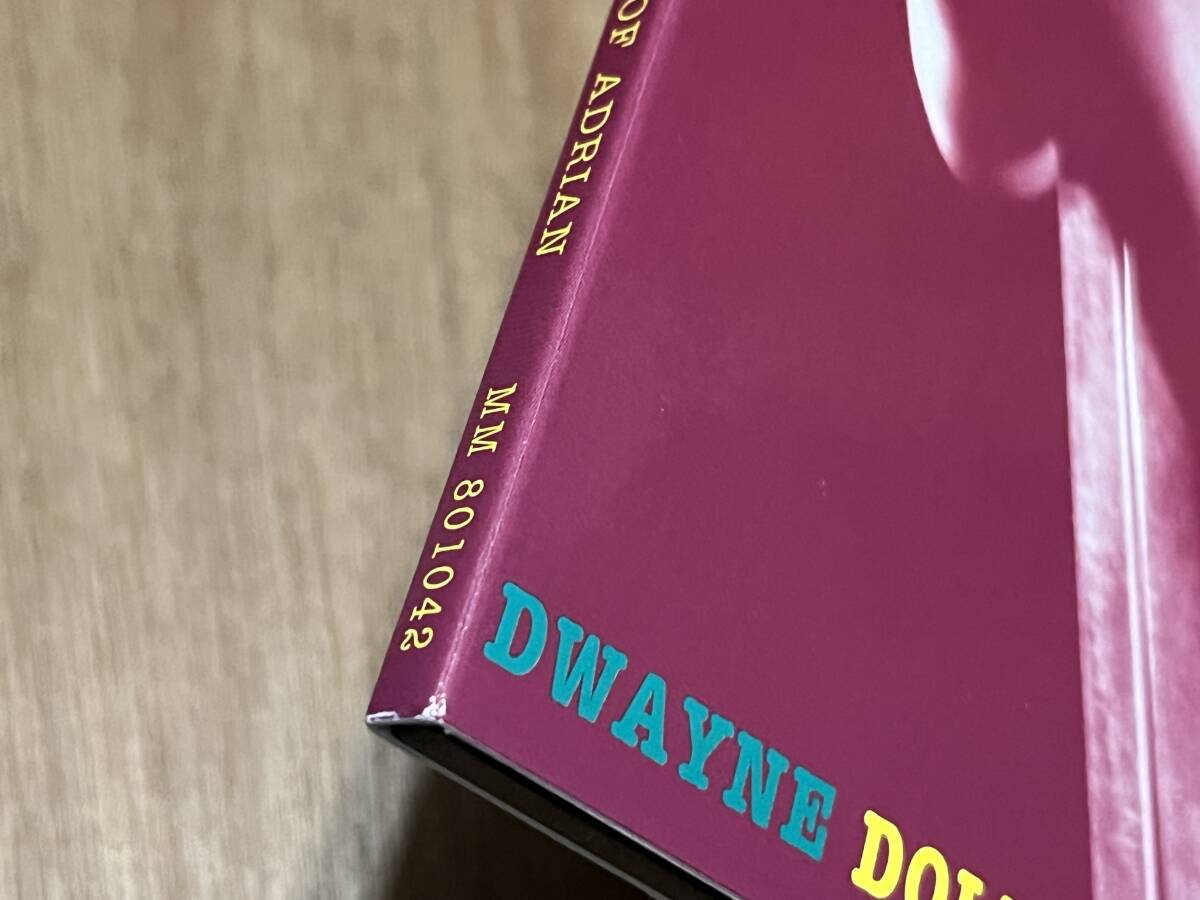 OF ADRIAN
MM 801042
DWAYNE